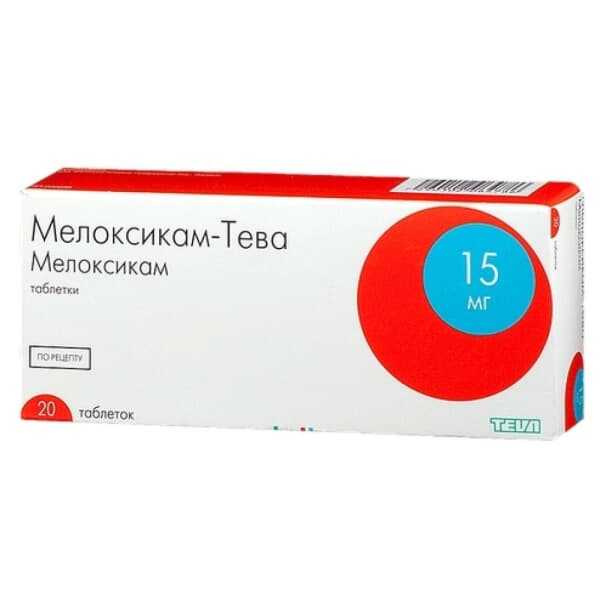 Мелоксикам-Тева
Мелоксикам
таблетки
15
мг
ПО РЕЦЕПТУ
20 таблеток
TEVA